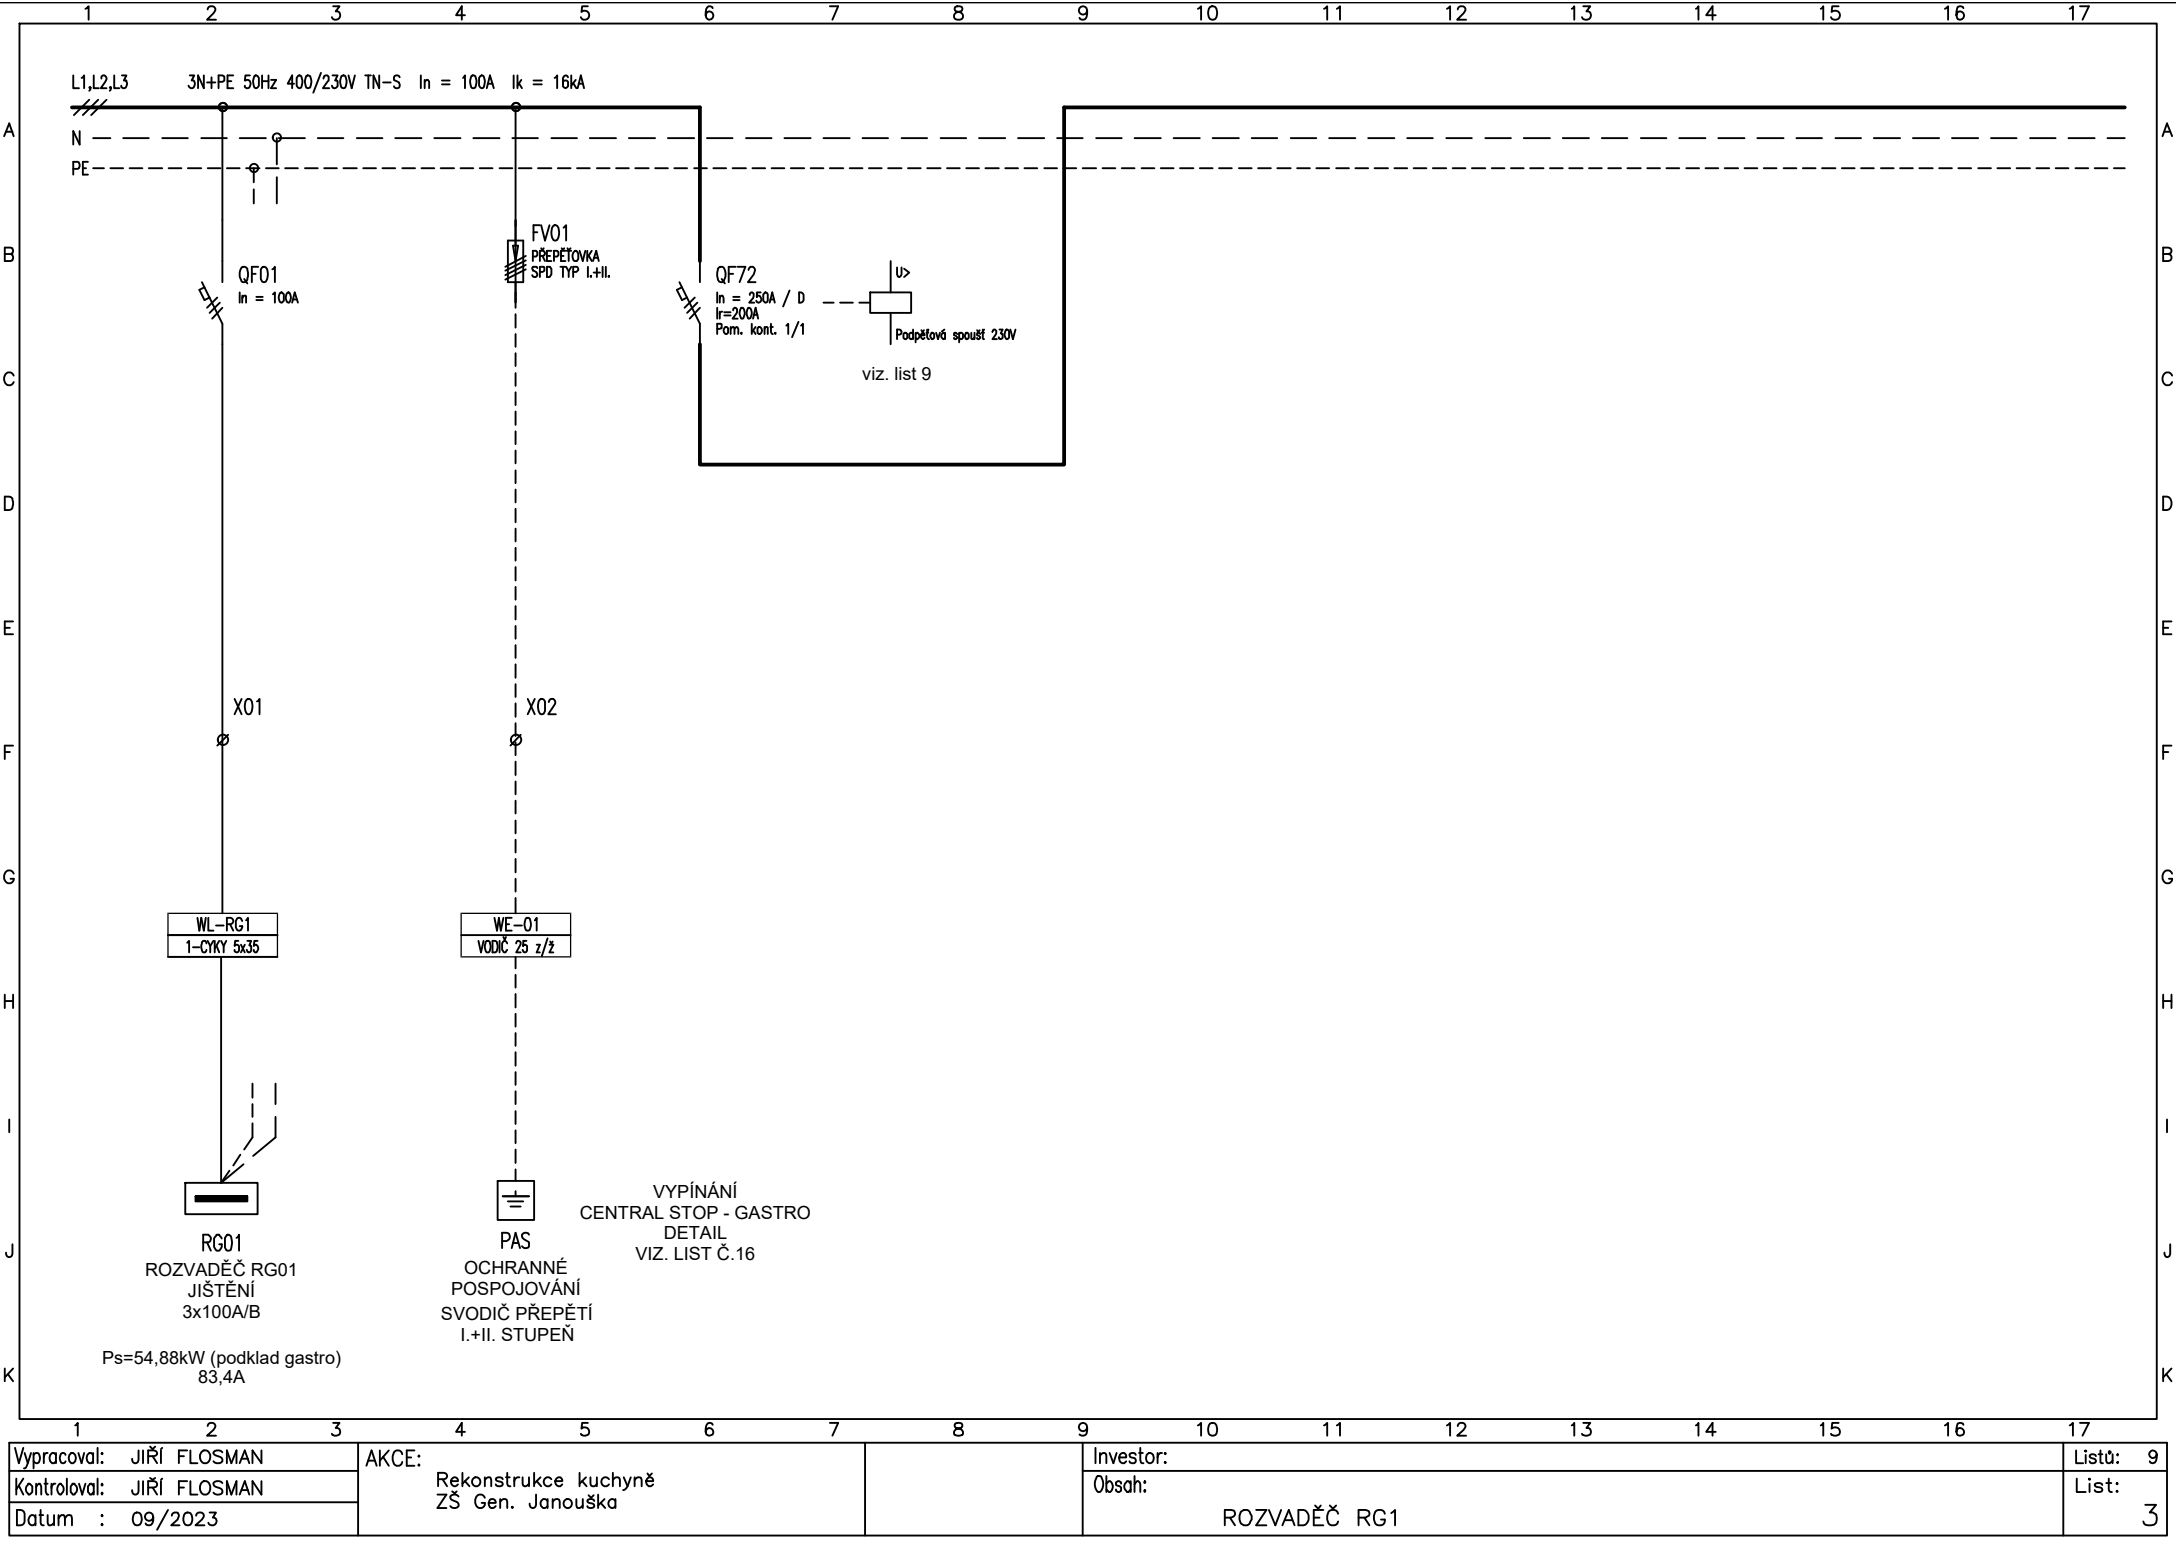 1 2 3 4 5 6 7 8 9 10 11 12 13 14 15 16 17
L1,L2,L3 3N+PE 50Hz 400/230V TN-S In = 100A Ik = 16kA
A A
N
PE
B B
FV01
PŘEPĚŤOVKA
SPD TYP I.+II.
QF01
In = 100A
QF72
In = 250A / D
Ir=200A
Pom. kont. 1/1
U>
Podpěťová spoušť 230V
viz. list 9
C C
D D
E E
X01 X02
F F
G G
WL-RG1
1-CYKY 5x35
WE-01
VODIČ 25 z/ž
H H
I I
RG01
ROZVADĚČ RG01
JIŠTĚNÍ
3x100A/B
Ps=54,88kW (podklad gastro)
83,4A
PAS
OCHRANNÉ
POSPOJOVÁNÍ
SVODIČ PŘEPĚTÍ
I.+II. STUPEŇ
VYPÍNÁNÍ
CENTRAL STOP - GASTRO
DETAIL
VIZ. LIST Č.16
J J
K K
1 2 3 4 5 6 7 8 9 10 11 12 13 14 15 16 17
Vypracoval: JIŘÍ FLOSMAN
Kontroloval: JIŘÍ FLOSMAN
Datum : 09/2023
AKCE:
Rekonstrukce kuchyně
ZŠ Gen. Janouška
Investor:
Obsah:
ROZVADĚČ RG1
Listů: 9
List:
3